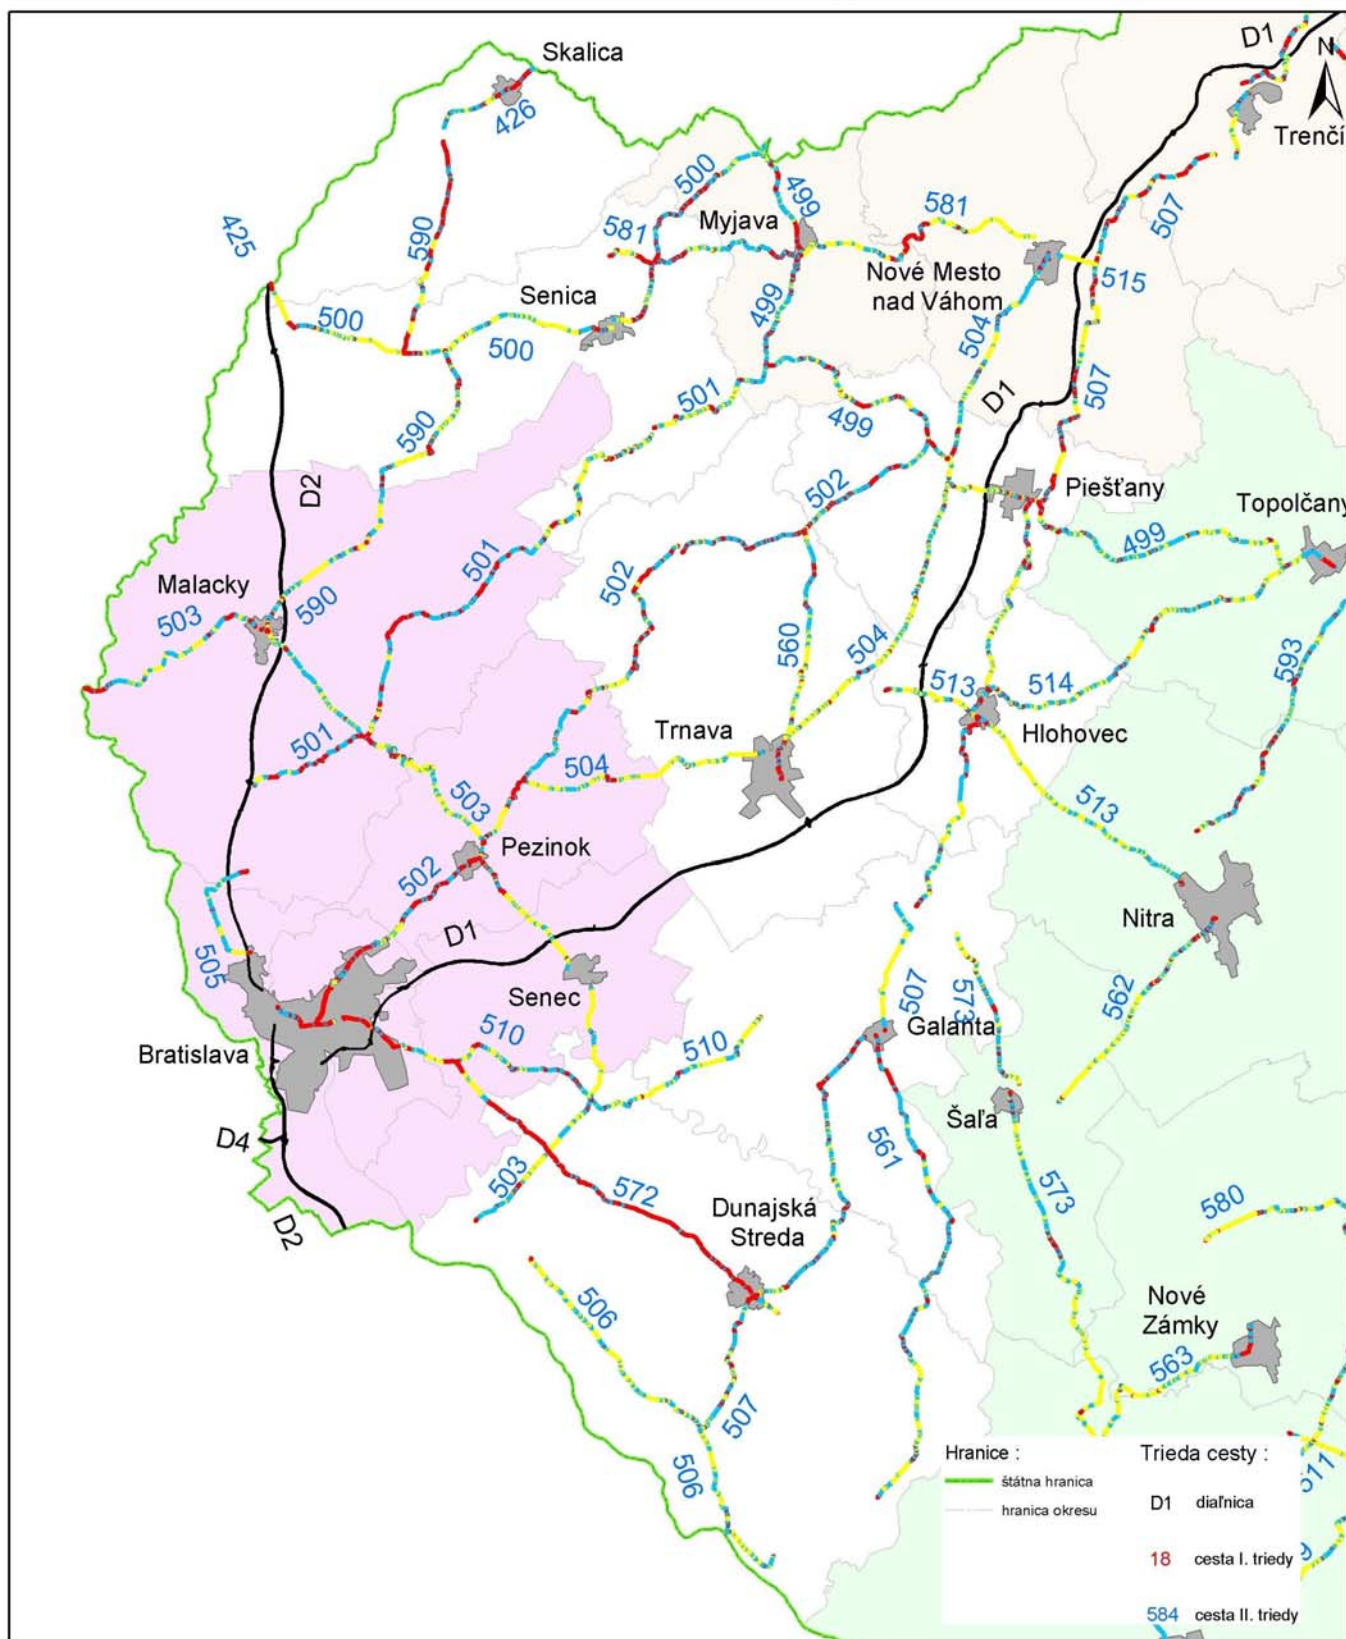 D1
N
Skalica
426
Trenčí
500
499
507
425
590
581
Myjava
581
Nové Mesto
nad Váhom
515
Senica
499
500
504
500
501
D1
507
590
499
D2
502
Piešťany
Topolčany
501
499
Malacky
502
503
590
560
504
593
513
514
501
Trnava
Hlohovec
504
503
513
Pezinok
502
Nitra
D1
505
Senec
507
573
562
Galanta
510
510
Bratislava
Šaľa
D4
561
503
572
573
Dunajská
Streda
580
D2
506
Nové
Zámky
563
507
506
Hranice :
štátna hranica
hranica okresu
Trieda cesty :
D1 diaľnica
18 cesta I. triedy
584 cesta II. triedy
511
9